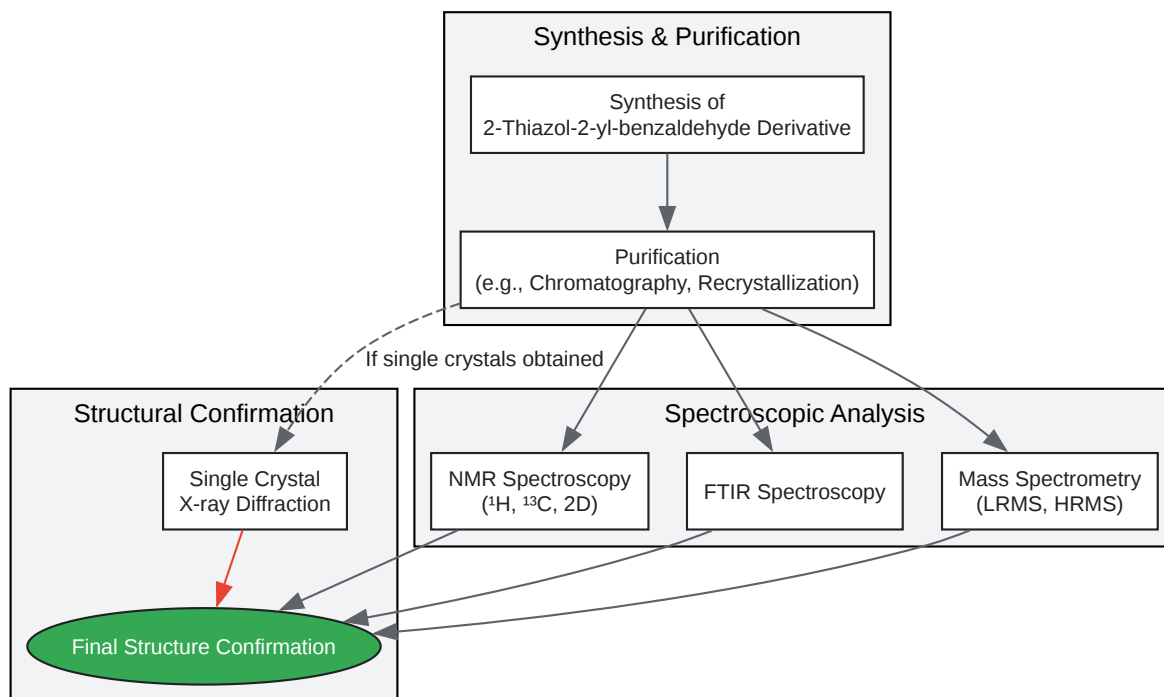 Synthesis & Purification
Synthesis of
2-Thiazol-2-yl-benzaldehyde Derivative
Purification
(e.g., Chromatography, Recrystallization)
If single crystals obtained
Structural Confirmation
Single Crystal
X-ray Diffraction
Spectroscopic Analysis
NMR Spectroscopy
(¹H, ¹³C, 2D)
FTIR Spectroscopy
Mass Spectrometry
(LRMS, HRMS)
Final Structure Confirmation